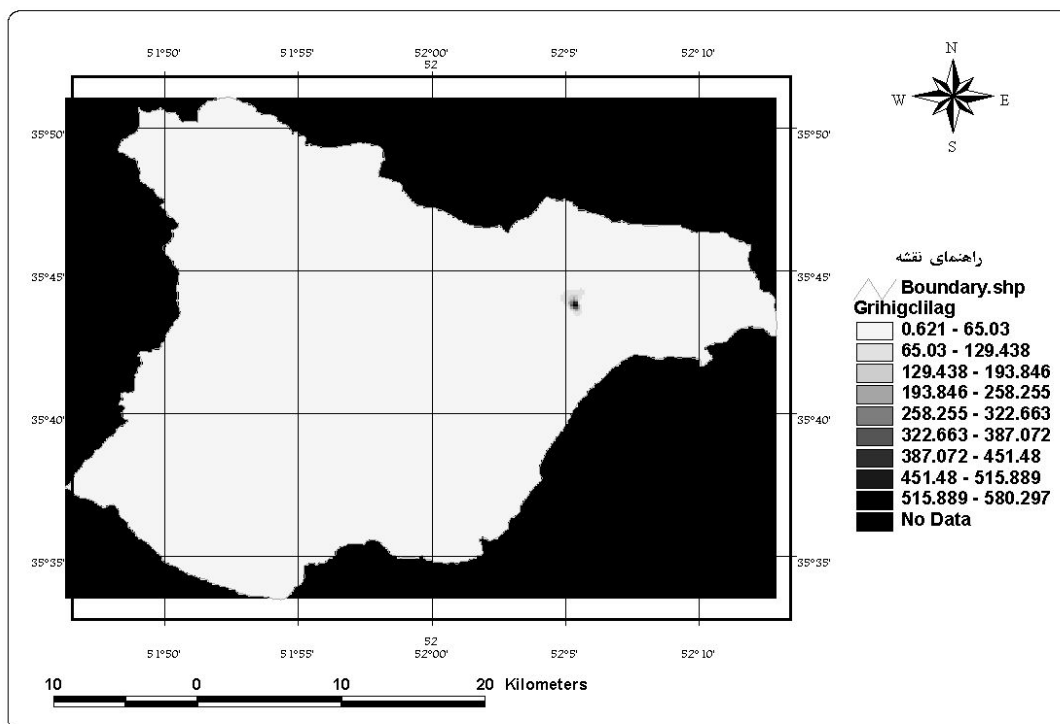 51°50' 51°55' 52°00' 52°5' 52°10'
52
N
W E
S
35°50' 35°50'
35°45' 35°45'
35°40' 35°40'
35°35' 35°35'
راهنمای نقشه
Boundary.shp
Grihigclilag
0.621 - 65.03
65.03 - 129.438
129.438 - 193.846
193.846 - 258.255
258.255 - 322.663
322.663 - 387.072
387.072 - 451.48
451.48 - 515.889
515.889 - 580.297
No Data
52
51°50' 51°55' 52°00' 52°5' 52°10'
10 0 10 20 Kilometers